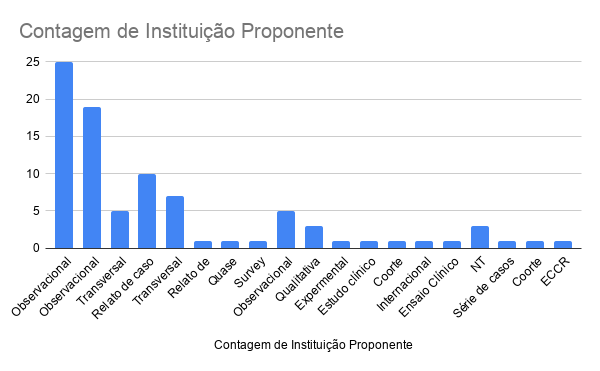 Contagem de Instituição Proponente
25
20
15
10
5
0
Observacional
Observacional
Transversal
Relato de caso
Transversal
Relato de
Quase
Survey
Observacional
Qualitativa
Expermental
Estudo clínico
Coorte
Internacional
Ensaio Clínico
NT
Série de casos
Coorte
ECCR
Contagem de Instituição Proponente